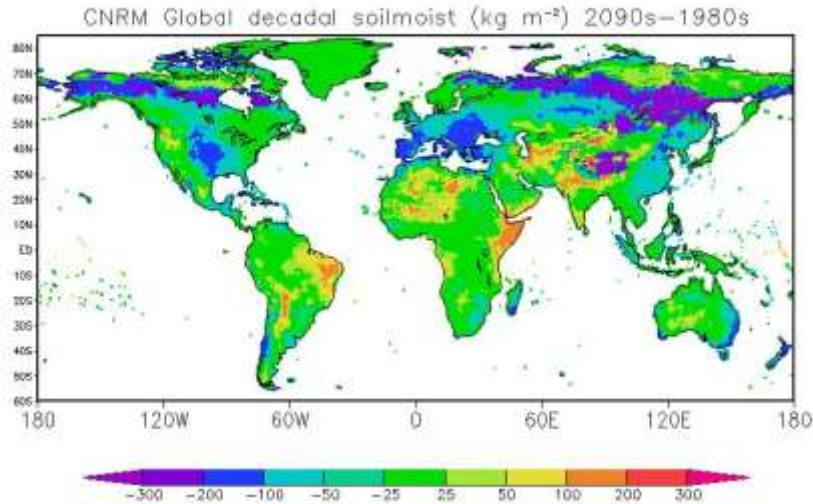 CNRM Global decadal soilmoist (kg m⁻²) 2090s−1980s
80N
70N
60N
50N
40N
30N
20N
10N
EQ
10S
20S
30S
40S
50S
60S
180 120W 60W 0 60E 120E 180
−300 −200 −100 −50 −25 25 50 100 200 300